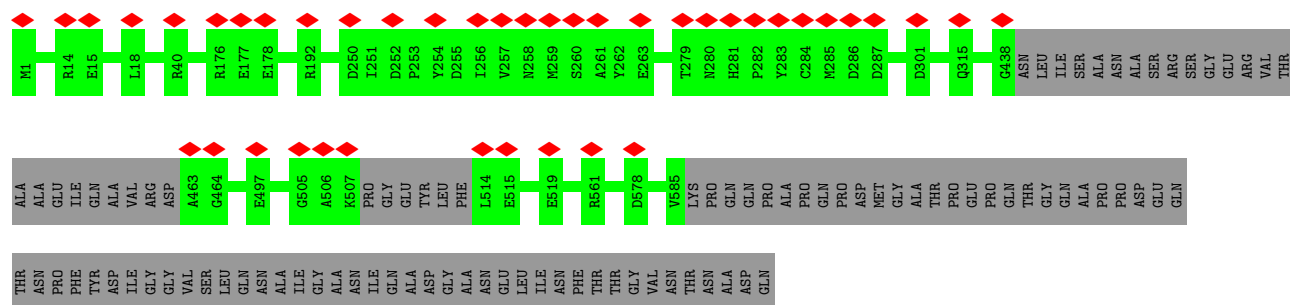 M1 R14 E15 L18 R40 R176 E177 E178 R192 D250 I251 D252 P253 Y254 D255 I256 V257 N258 M259 S260 A261 Y262 E263 T279 N280 H281 P282 Y283 C284 M285 D286 D287 D301 Q315 G438 ASN LEU ILE SER ALA ASN ALA SER ARG SER GLY GLU ARG VAL THR
ALA ALA GLU ILE GLN ALA VAL ARG ASP A463 G464 E497 G505 A506 K507 PRO GLY GLU TYR LEU PHE L514 E515 E519 R561 D578 V585 LYS PRO GLN GLN PRO ALA PRO GLN PRO ASP MET GLY ALA THR PRO GLU PRO GLN THR GLY GLN ALA PRO PRO ASP GLU GLN
THR ASN PRO PHE TYR ASP ILE GLY GLY VAL SER LEU GLN ASN ALA ILE GLY ALA ASN ILE GLN ALA ASP GLY ALA ASN GLU LEU ILE ASN PHE THR THR GLY VAL ASN THR ASN ALA ASP GLN